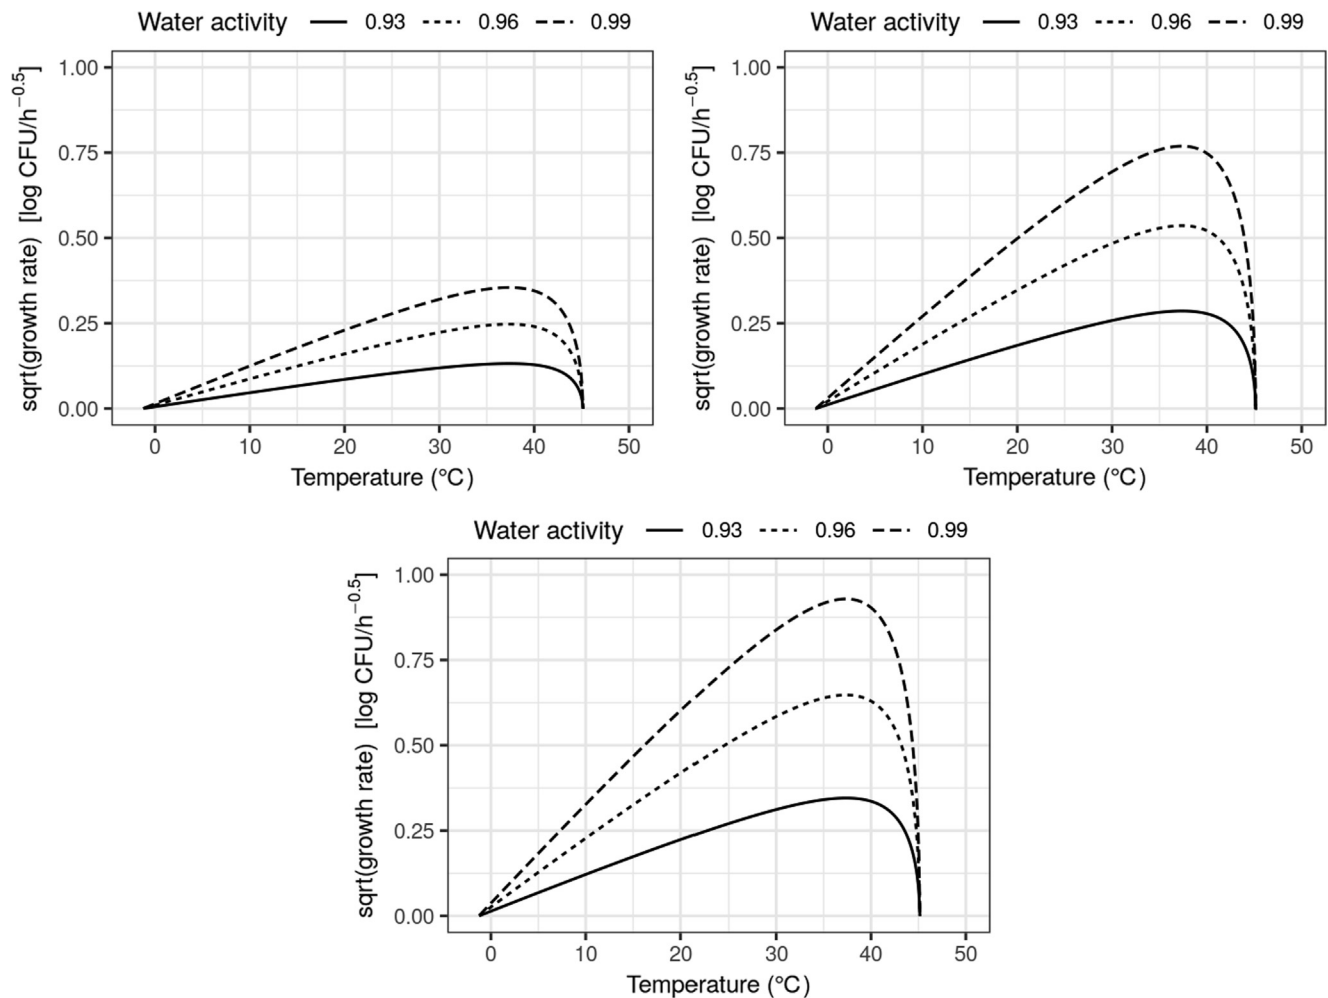 Water activity 0.93 0.96 0.99
1.00
0.75
0.50
0.25
0.00
sqrt(growth rate) [log CFU/h⁻⁰·⁵]
0 10 20 30 40 50
Temperature (°C)
Water activity 0.93 0.96 0.99
1.00
0.75
0.50
0.25
0.00
sqrt(growth rate) [log CFU/h⁻⁰·⁵]
0 10 20 30 40 50
Temperature (°C)
Water activity 0.93 0.96 0.99
1.00
0.75
0.50
0.25
0.00
sqrt(growth rate) [log CFU/h⁻⁰·⁵]
0 10 20 30 40 50
Temperature (°C)